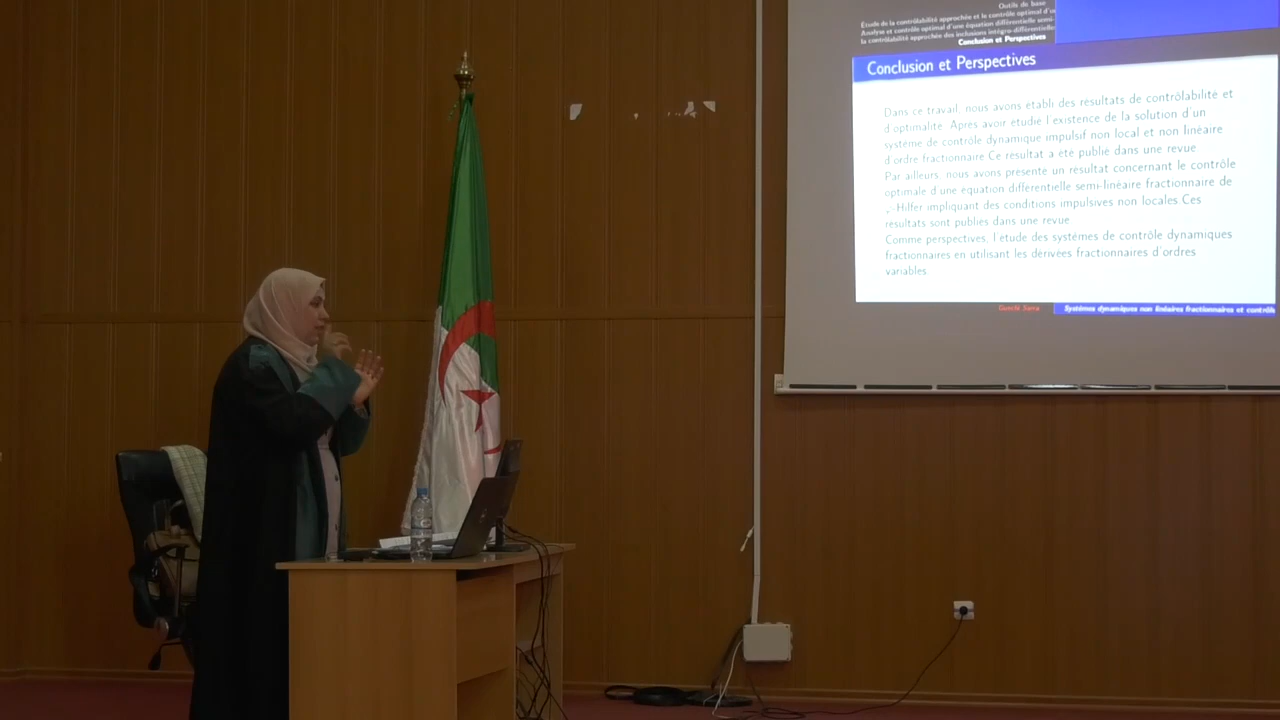 Outils de base
Étude de la contrôlabilité approchée et le contrôle optimal d'un
Analyse et contrôle optimal d'une équation différentielle semi-
la contrôlabilité approchée des inclusions intégro-différentielle
Conclusion et Perspectives
Conclusion et Perspectives
Dans ce travail, nous avons établi des résultats de contrôlabilité et
d'optimalité. Après avoir étudié l'existence de la solution d'un
système de contrôle dynamique impulsif non local et non linéaire
d'ordre fractionnaire Ce résultat a été publié dans une revue
Par ailleurs, nous avons présenté un résultat concernant le contrôle
optimale d'une équation différentielle semi-linéaire fractionnaire de
-Hilfer impliquant des conditions impulsives non locales. Ces
résultats sont publiés dans une revue.
Comme perspectives, l'étude des systèmes de contrôle dynamiques
fractionnaires en utilisant les dérivées fractionnaires d'ordres
variables
Systèmes dynamiques non linéaires fractionnaires et contrôle